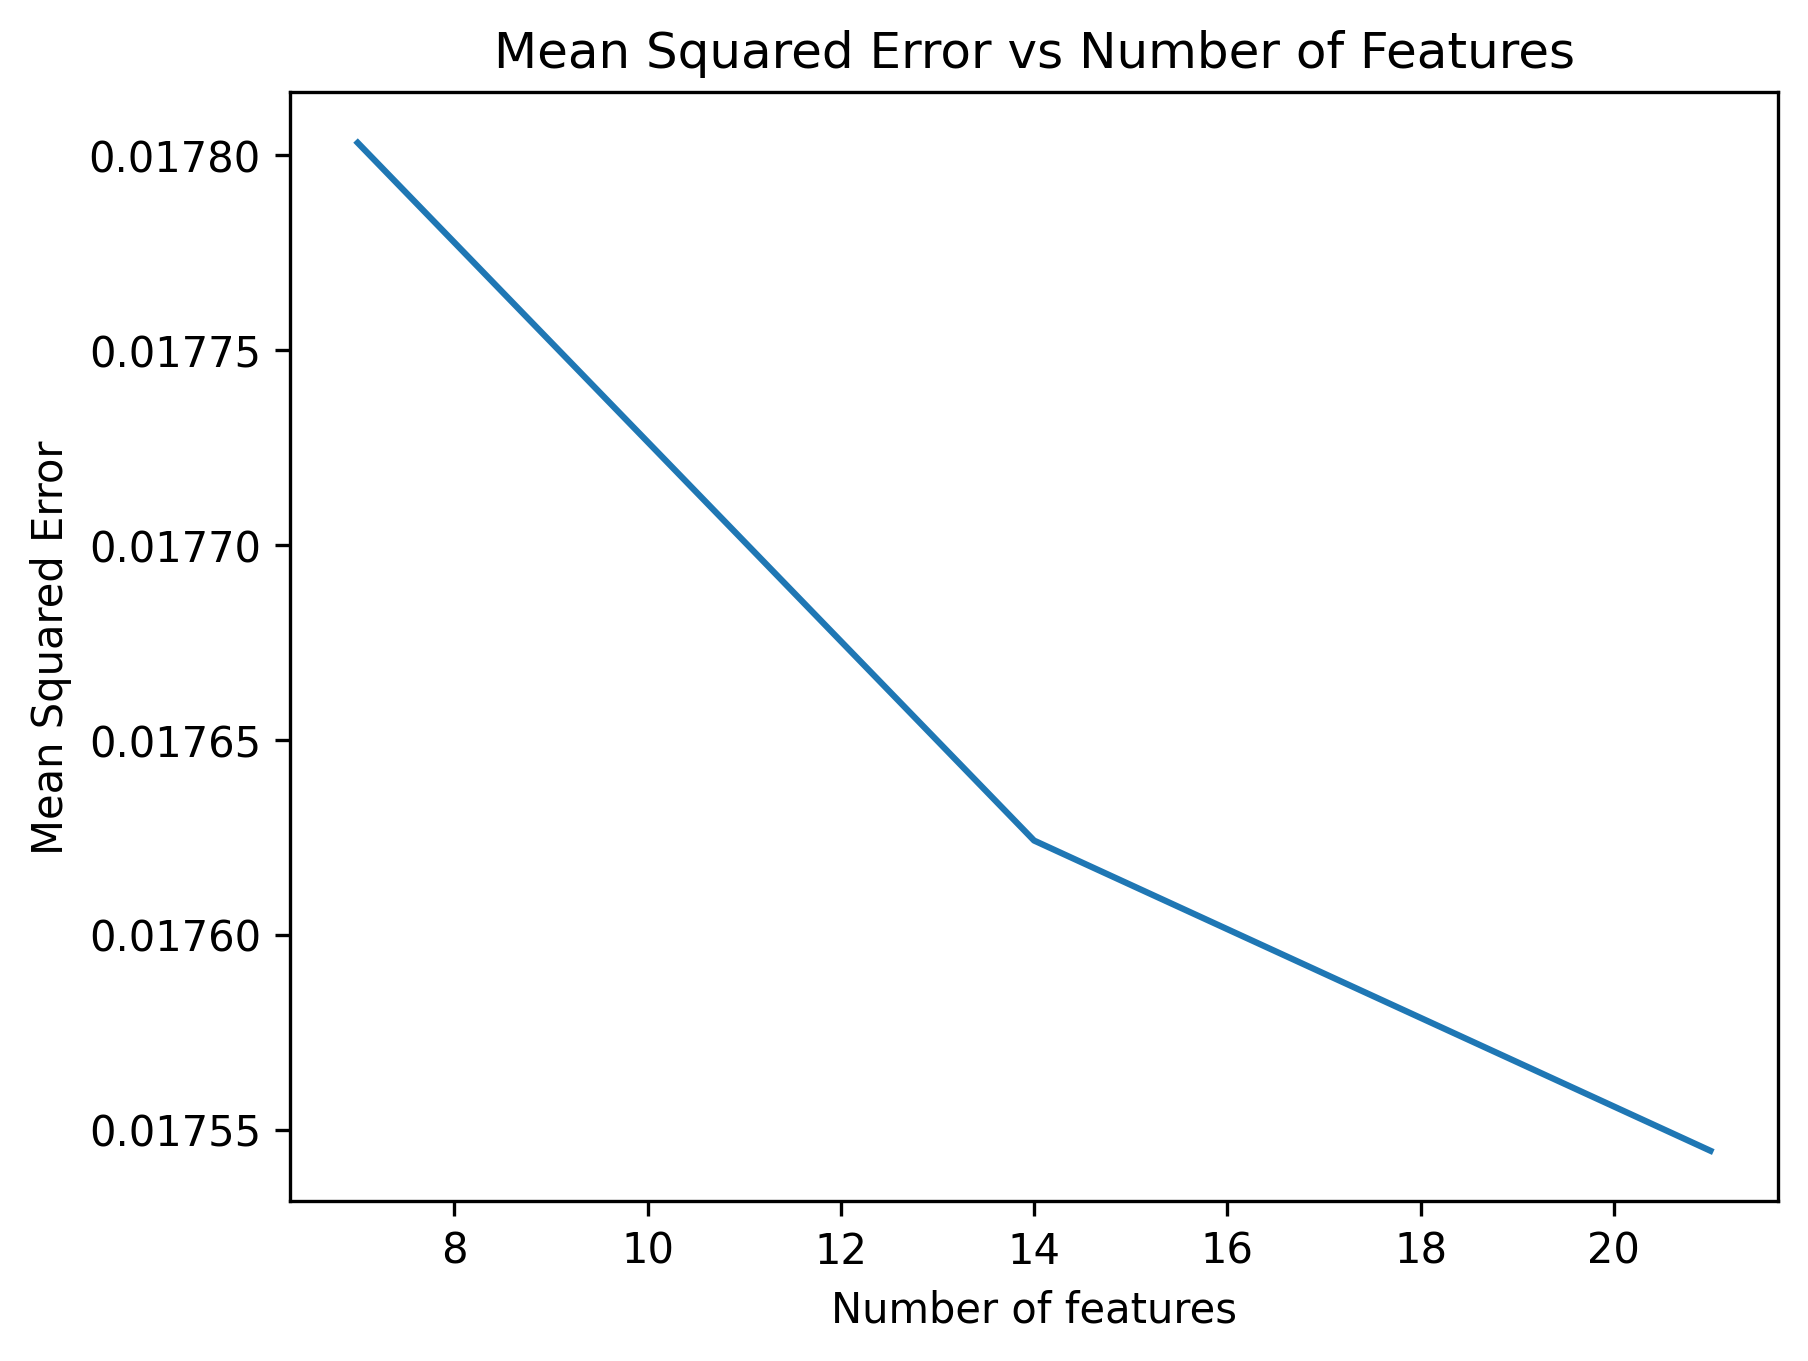 Mean Squared Error vs Number of Features
Mean Squared Error
0.01780
0.01775
0.01770
0.01765
0.01760
0.01755
8 10 12 14 16 18 20
Number of features